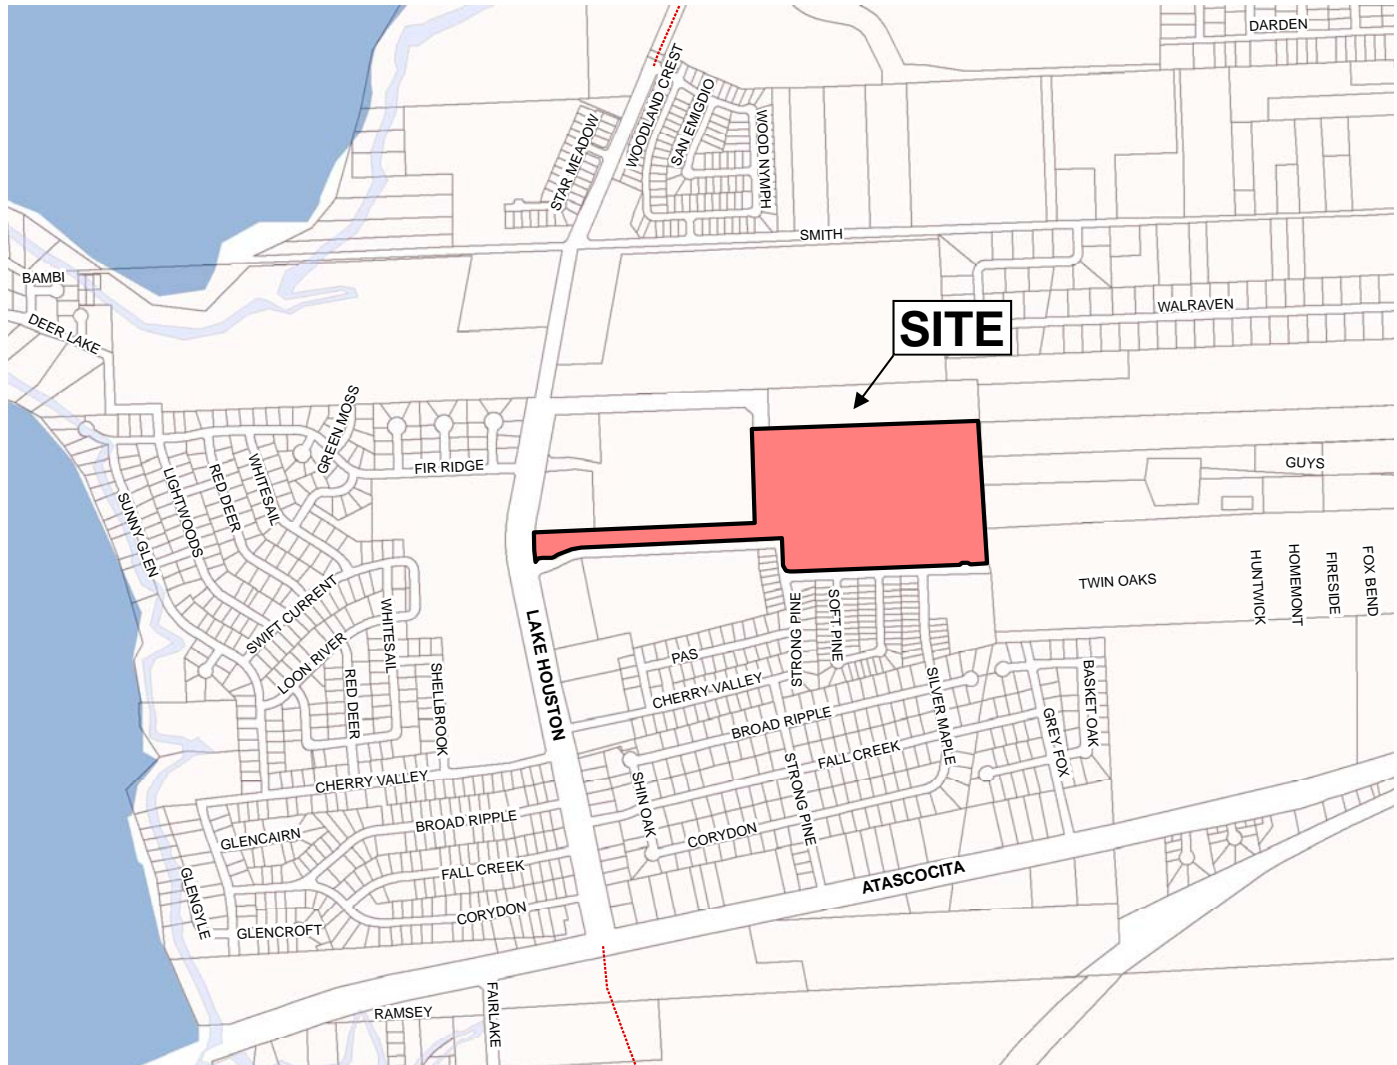 DARDEN
WOODLAND CREST
SAN EMIGDIO
STAR MEADOW
WOOD NYMPH
SMITH
BAMBI
DEER LAKE
WALRAVEN
SITE
GREEN MOSS
FIR RIDGE
WHITESAIL
RED DEER
LIGHTWOODS
SUNNY GLEN
GUYS
TWIN OAKS
HUNTWICK
HOMEMONT
FIRESIDE
FOX BEND
SWIFT CURRENT
WHITESAIL
LOON RIVER
RED DEER
SHELLBROOK
LAKE HOUSTON
STRONG PINE
SOFT PINE
PAS
CHERRY VALLEY
BROAD RIPPLE
SILVER MAPLE
BASKET OAK
GREY FOX
FALL CREEK
STRONG PINE
SHIN OAK
CORYDON
CHERRY VALLEY
BROAD RIPPLE
GLENCAIRN
FALL CREEK
CORYDON
GLENGYLE
GLENCROFT
ATASCOCITA
RAMSEY
FAIRLAKE